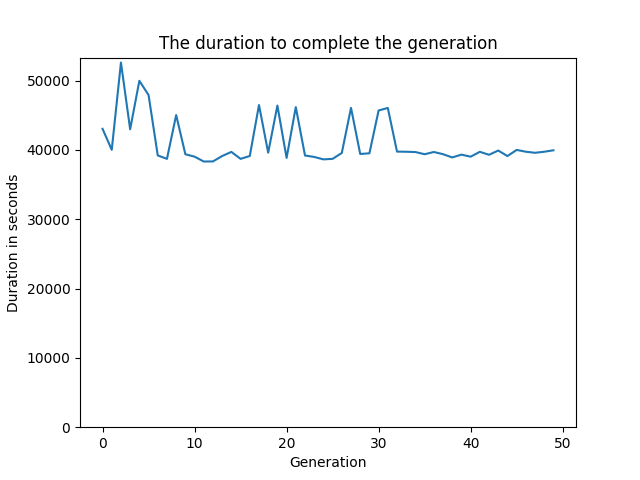 The duration to complete the generation
Duration in seconds
50000
40000
30000
20000
10000
0
0 10 20 30 40 50
Generation